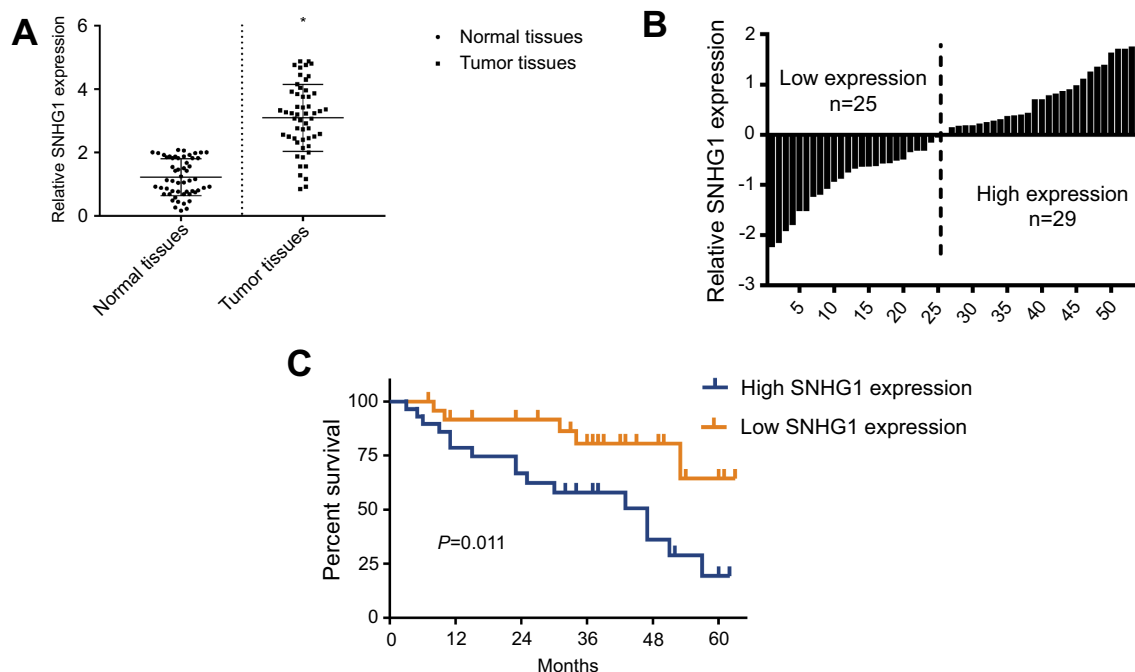 A
Relative SNHG1 expression
6
4
2
0
*
Normal tissues
Tumor tissues
Normal tissues
Tumor tissues
B
Relative SNHG1 expression
2
1
0
-1
-2
-3
Low expression
n=25
High expression
n=29
5
10
15
20
25
30
35
40
45
50
C
Percent survival
100
75
50
25
0
P=0.011
0
12
24
36
48
60
Months
High SNHG1 expression
Low SNHG1 expression